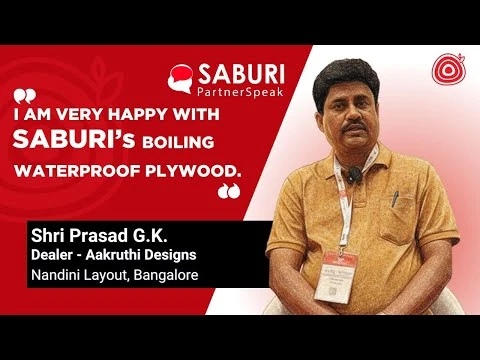 SABURI
PartnerSpeak
❝
I AM VERY HAPPY WITH
SABURI's BOILING
WATERPROOF PLYWOOD.
❞
Shri Prasad G.K.
Dealer - Aakruthi Designs
Nandini Layout, Bangalore